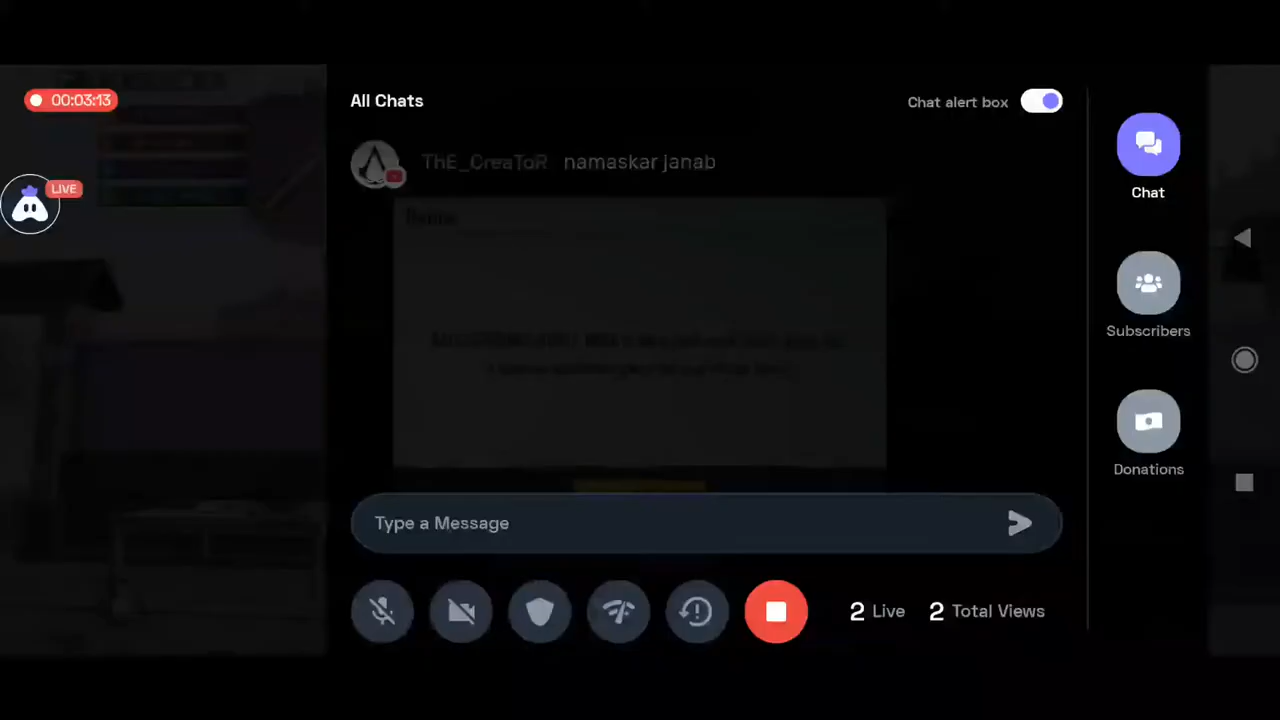 00:03:13
All Chats
Chat alert box
ThE_CreaToR namaskar janab
LIVE
Chat
Subscribers
Donations
Type a Message
2 Live 2 Total Views